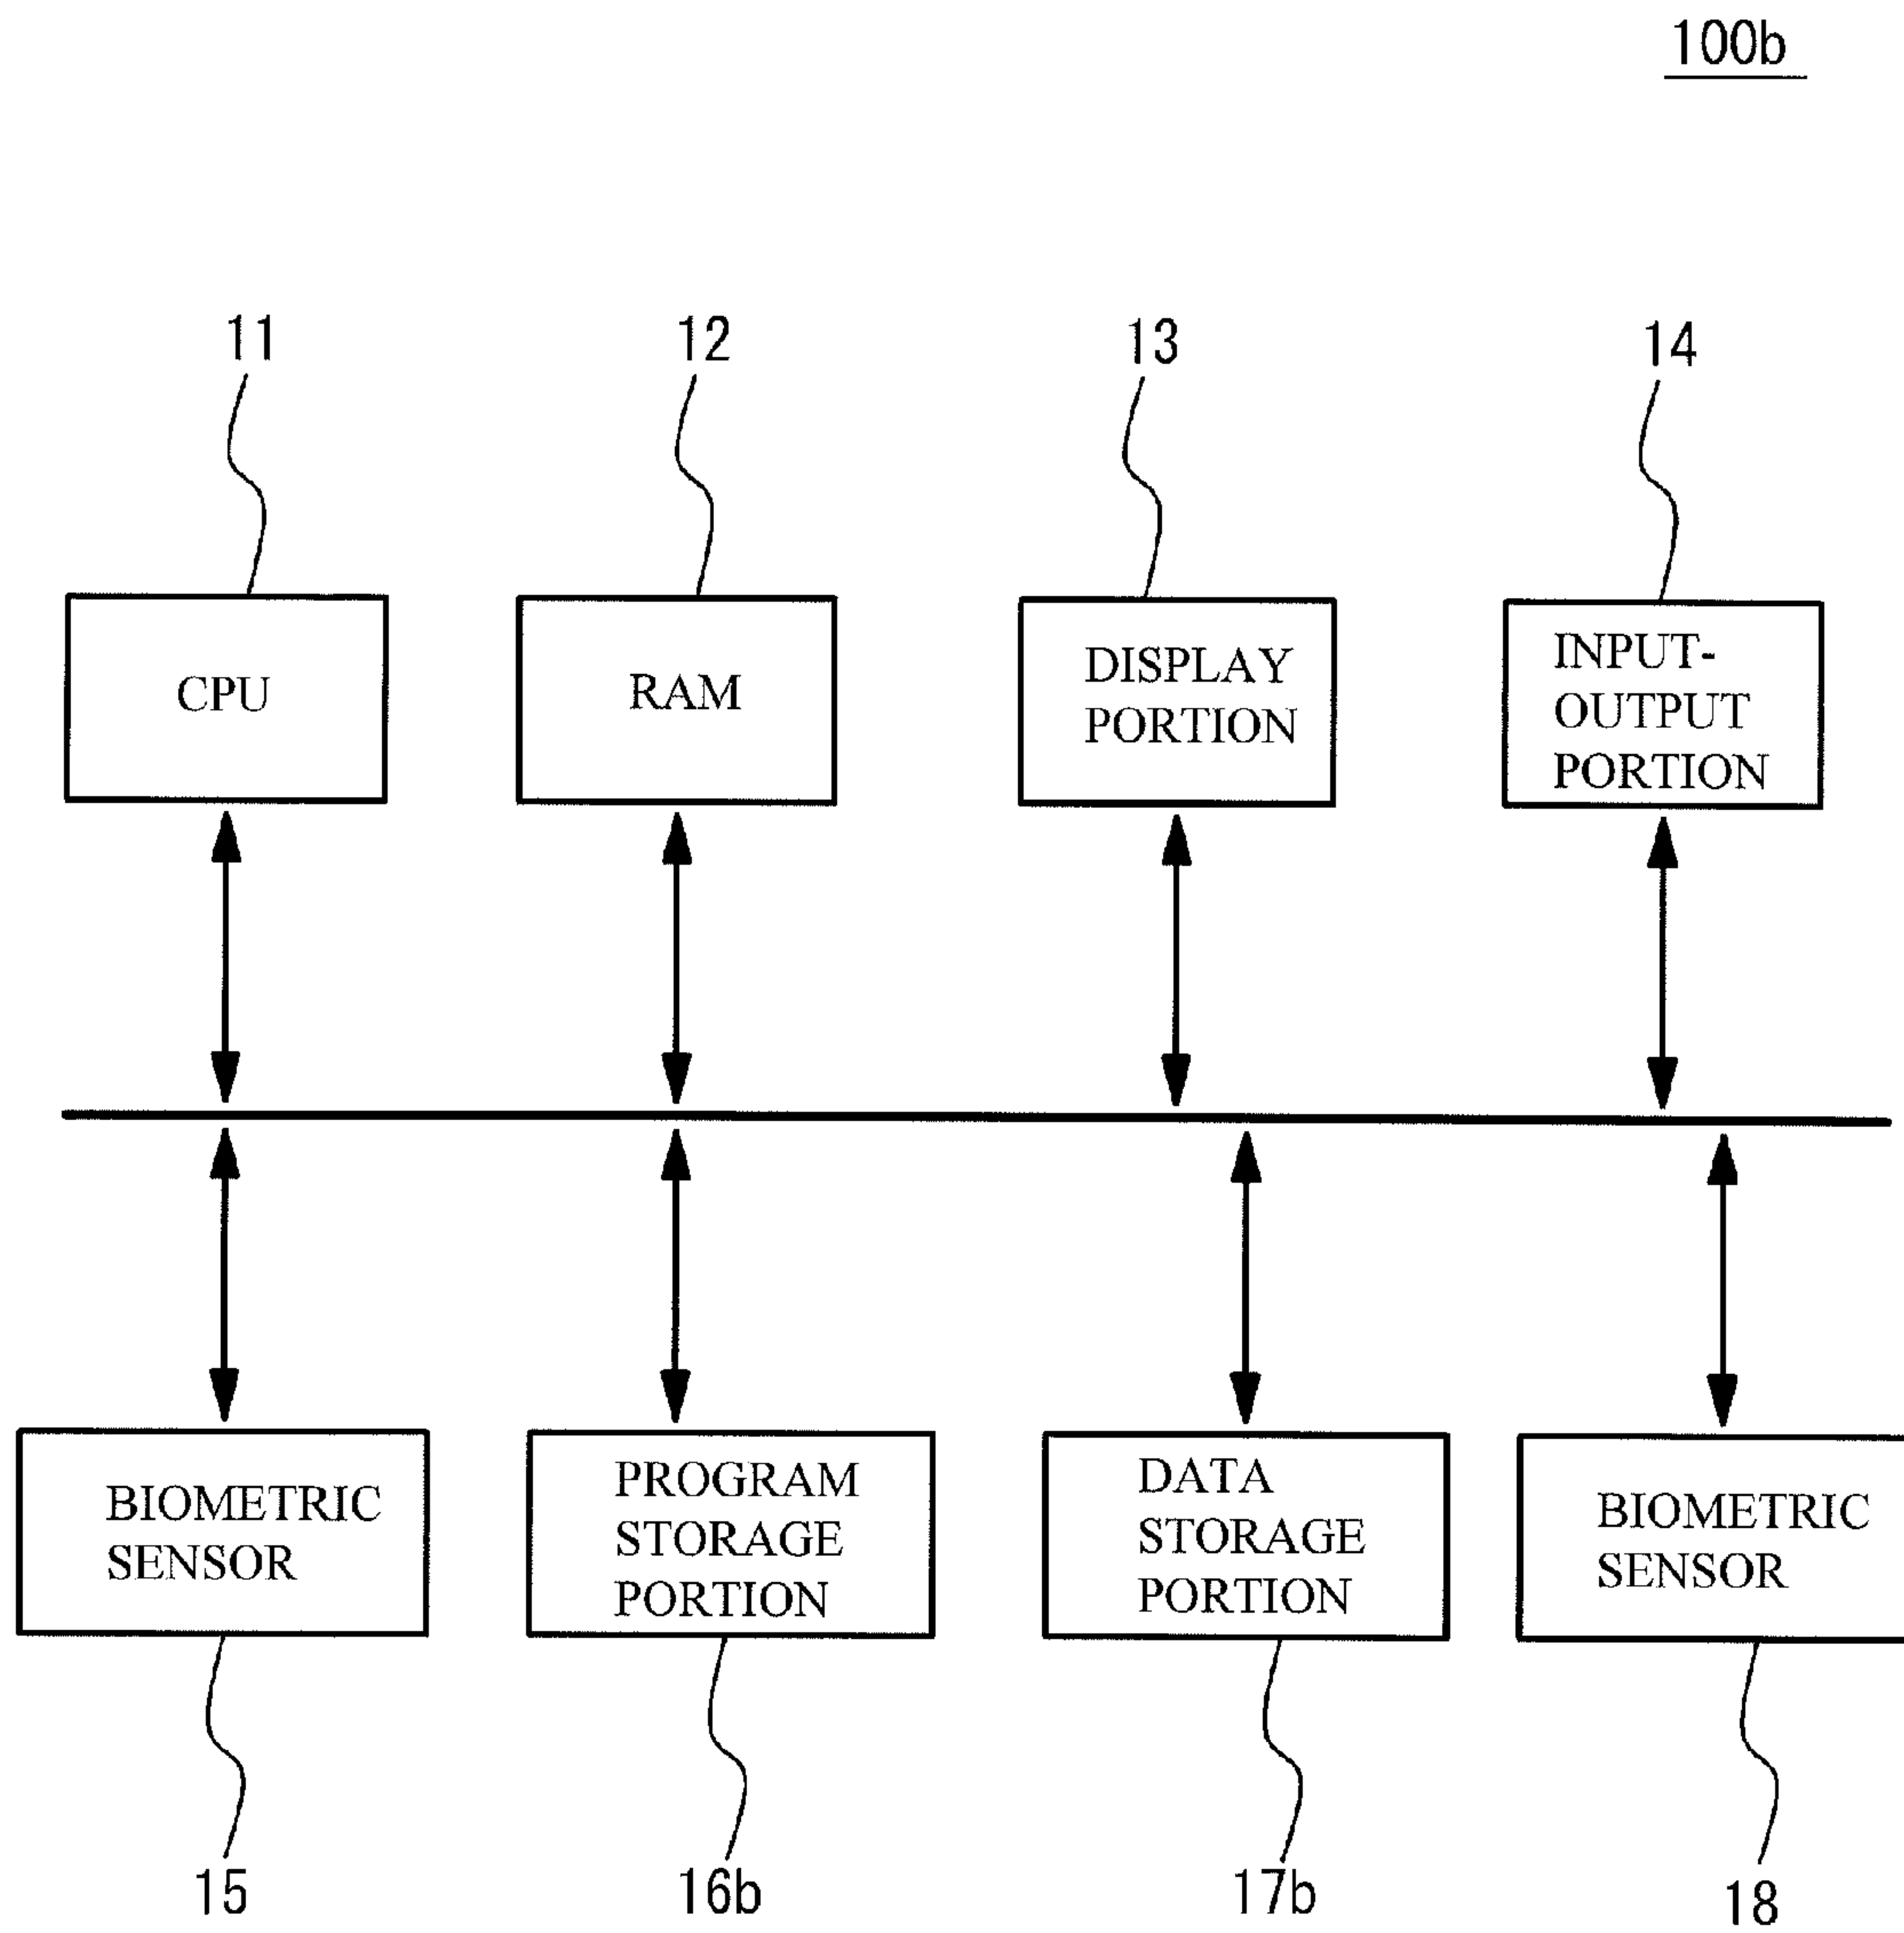 100b
11
12
13
14
CPU
RAM
DISPLAY
PORTION
INPUT-
OUTPUT
PORTION
BIOMETRIC
SENSOR
PROGRAM
STORAGE
PORTION
DATA
STORAGE
PORTION
BIOMETRIC
SENSOR
15
16b
17b
18